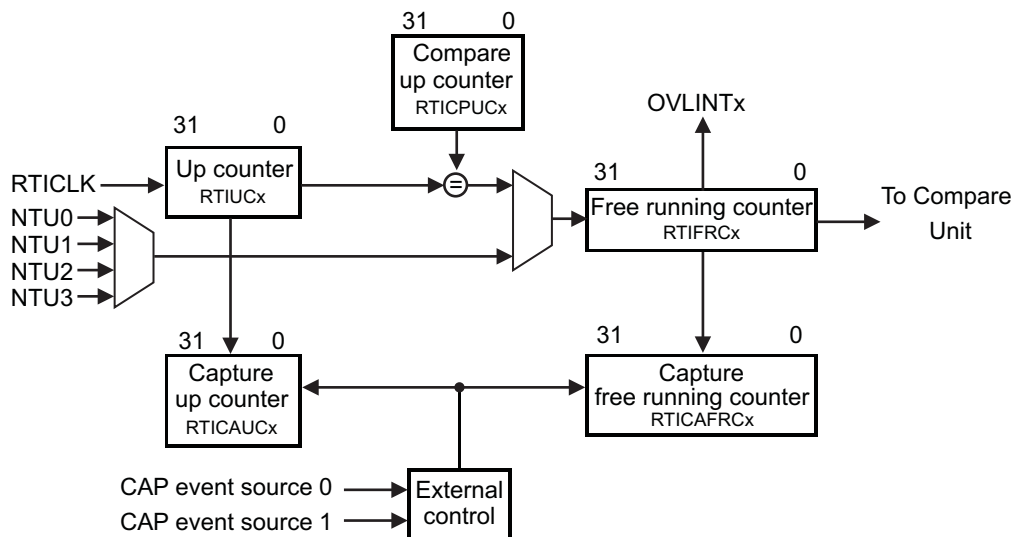 31 0
Compare
up counter
RTICPUCx
OVLINTx
31 0
RTICLK
Up counter
RTIUCx
=
31 0
Free running counter
RTIFRCx
To Compare
Unit
NTU0
NTU1
NTU2
NTU3
31 0
Capture
up counter
RTICAUCx
31 0
Capture
free running counter
RTICAFRCx
CAP event source 0
CAP event source 1
External
control